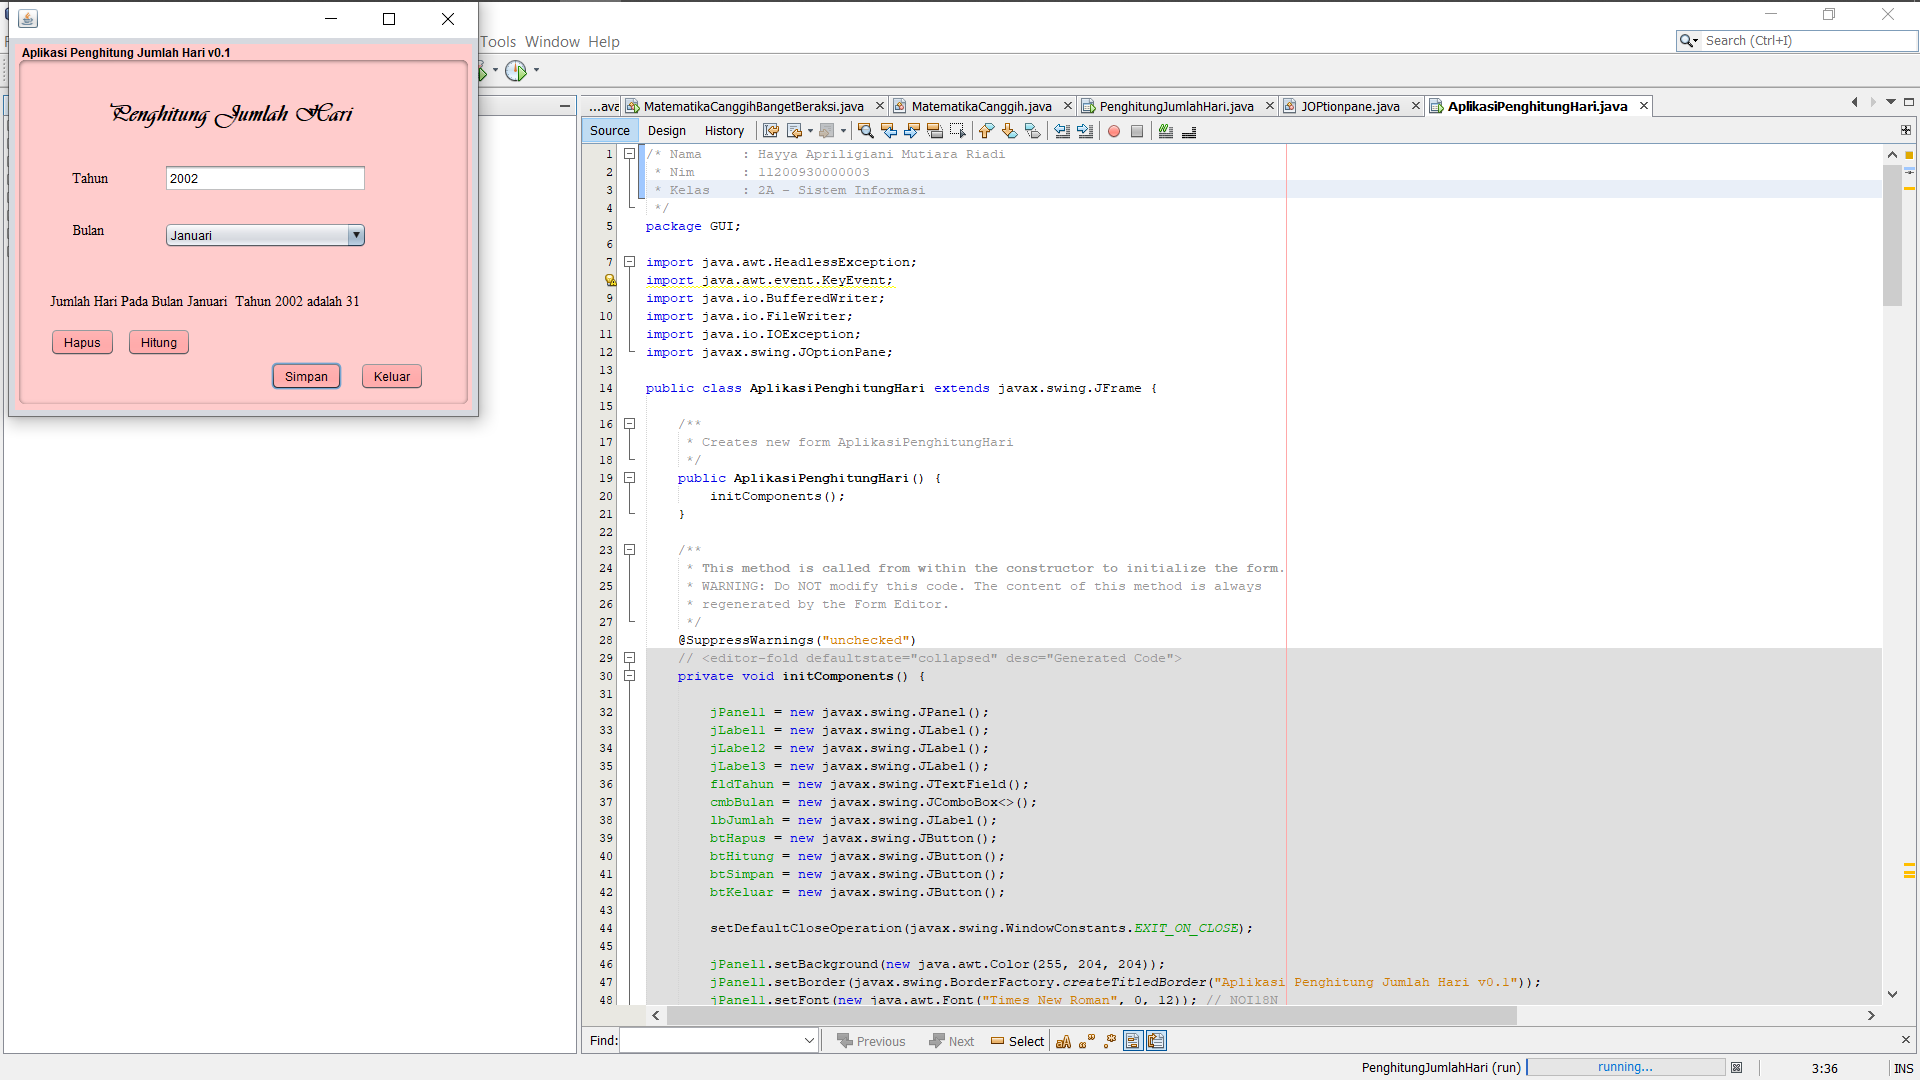 Tools Window Help
Search (Ctrl+I)
Aplikasi Penghitung Jumlah Hari v0.1
Penghitung Jumlah Hari
Tahun 2002
Bulan Januari
Jumlah Hari Pada Bulan Januari  Tahun 2002 adalah 31
Hapus Hitung
Simpan Keluar
...ava MatematikaCanggihBangetBeraksi.java MatematikaCanggih.java PenghitungJumlahHari.java JOPtionpane.java AplikasiPenghitungHari.java
Source Design History
1 /* Nama     : Hayya Apriligiani Mutiara Riadi
2  * Nim      : 11200930000003
3  * Kelas    : 2A - Sistem Informasi
4  */
5 package GUI;
6
7 import java.awt.HeadlessException;
import java.awt.event.KeyEvent;
9 import java.io.BufferedWriter;
10 import java.io.FileWriter;
11 import java.io.IOException;
12 import javax.swing.JOptionPane;
13
14 public class AplikasiPenghitungHari extends javax.swing.JFrame {
15
16     /**
17      * Creates new form AplikasiPenghitungHari
18      */
19     public AplikasiPenghitungHari() {
20         initComponents();
21     }
22
23     /**
24      * This method is called from within the constructor to initialize the form.
25      * WARNING: Do NOT modify this code. The content of this method is always
26      * regenerated by the Form Editor.
27      */
28     @SuppressWarnings("unchecked")
29     // <editor-fold defaultstate="collapsed" desc="Generated Code">
30     private void initComponents() {
31
32         jPanel1 = new javax.swing.JPanel();
33         jLabel1 = new javax.swing.JLabel();
34         jLabel2 = new javax.swing.JLabel();
35         jLabel3 = new javax.swing.JLabel();
36         fldTahun = new javax.swing.JTextField();
37         cmbBulan = new javax.swing.JComboBox<>();
38         lbJumlah = new javax.swing.JLabel();
39         btHapus = new javax.swing.JButton();
40         btHitung = new javax.swing.JButton();
41         btSimpan = new javax.swing.JButton();
42         btKeluar = new javax.swing.JButton();
43
44         setDefaultCloseOperation(javax.swing.WindowConstants.EXIT_ON_CLOSE);
45
46         jPanel1.setBackground(new java.awt.Color(255, 204, 204));
47         jPanel1.setBorder(javax.swing.BorderFactory.createTitledBorder("Aplikasi Penghitung Jumlah Hari v0.1"));
48         jPanel1.setFont(new java.awt.Font("Times New Roman", 0, 12)); // NOI18N
Find: Previous Next Select
PenghitungJumlahHari (run) running... 3:36 INS